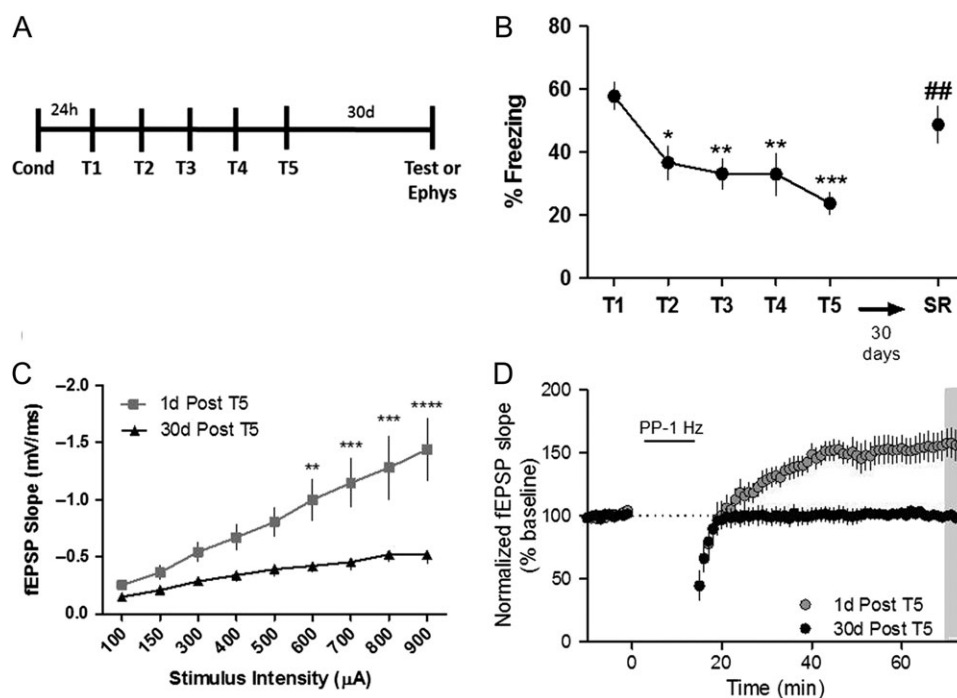 A
24h
30d
Cond
T1
T2
T3
T4
T5
Test or
Ephys
B
% Freezing
80
60
40
20
0
*
**
**
***
##
T1
T2
T3
T4
T5
SR
30
days
C
fEPSP Slope (mV/ms)
−2.0
−1.5
−1.0
−0.5
0.0
1d Post T5
30d Post T5
**
***
***
****
100
150
300
400
500
600
700
800
900
Stimulus Intensity (μA)
D
Normalized fEPSP slope
(% baseline)
200
150
100
50
0
PP-1 Hz
1d Post T5
30d Post T5
0
20
40
60
Time (min)